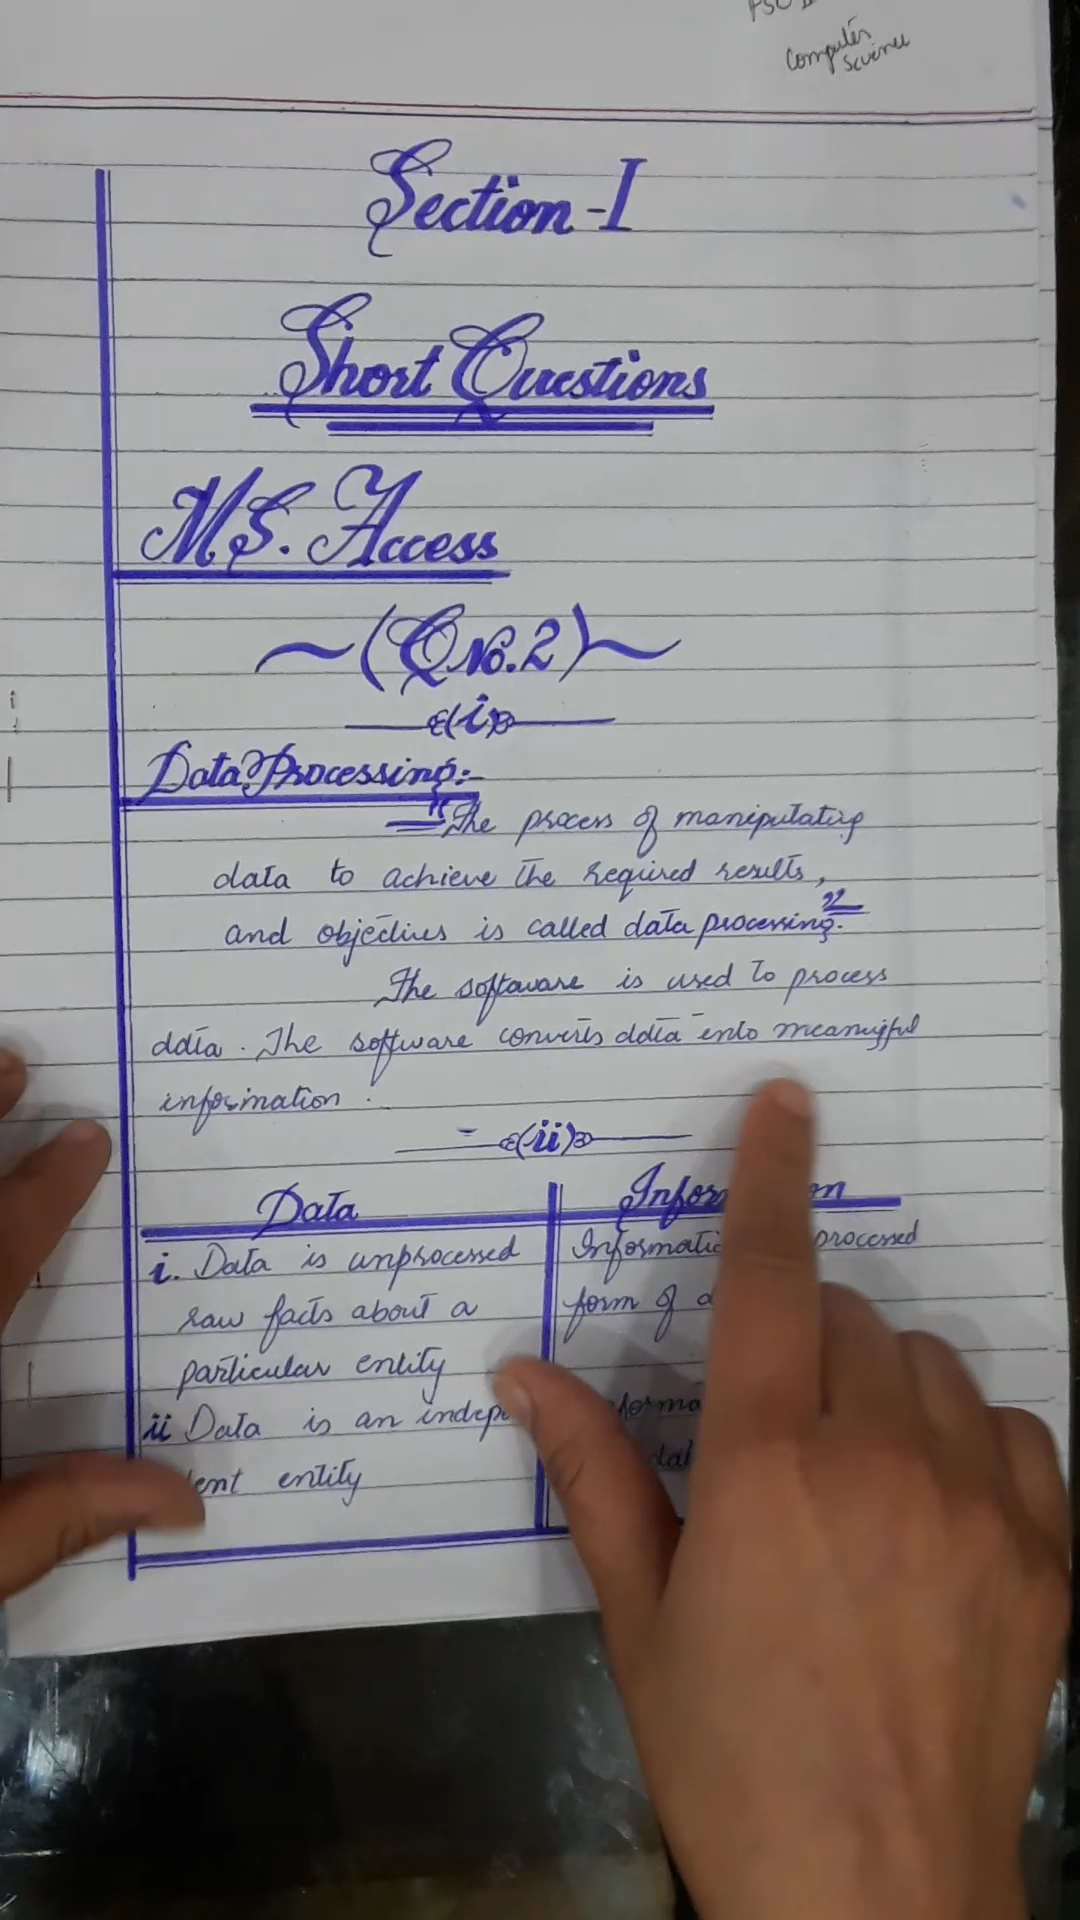 Computer
Science
Section-I
Short Questions
MS. Access
(Q No. 2)
(i)
Data Processing:-
"The process of manipulating
data to achieve the required results,
and objectives is called data processing."
The software is used to process
data. The software converts data into meaningful
information.
(ii)
Data
i. Data is unprocessed
raw facts about a
particular entity
ii Data is an indepen
dent entity
Information
processed
form of